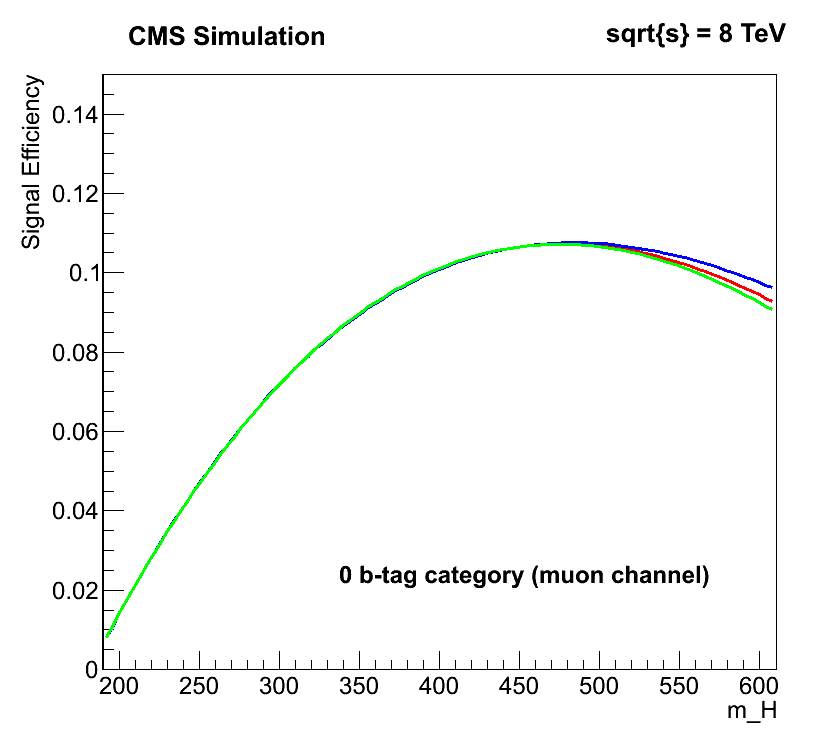 CMS Simulation
sqrt{s} = 8 TeV
Signal Efficiency
0.14
0.12
0.1
0.08
0.06
0.04
0.02
0
0 b-tag category (muon channel)
200 250 300 350 400 450 500 550 600
m_H